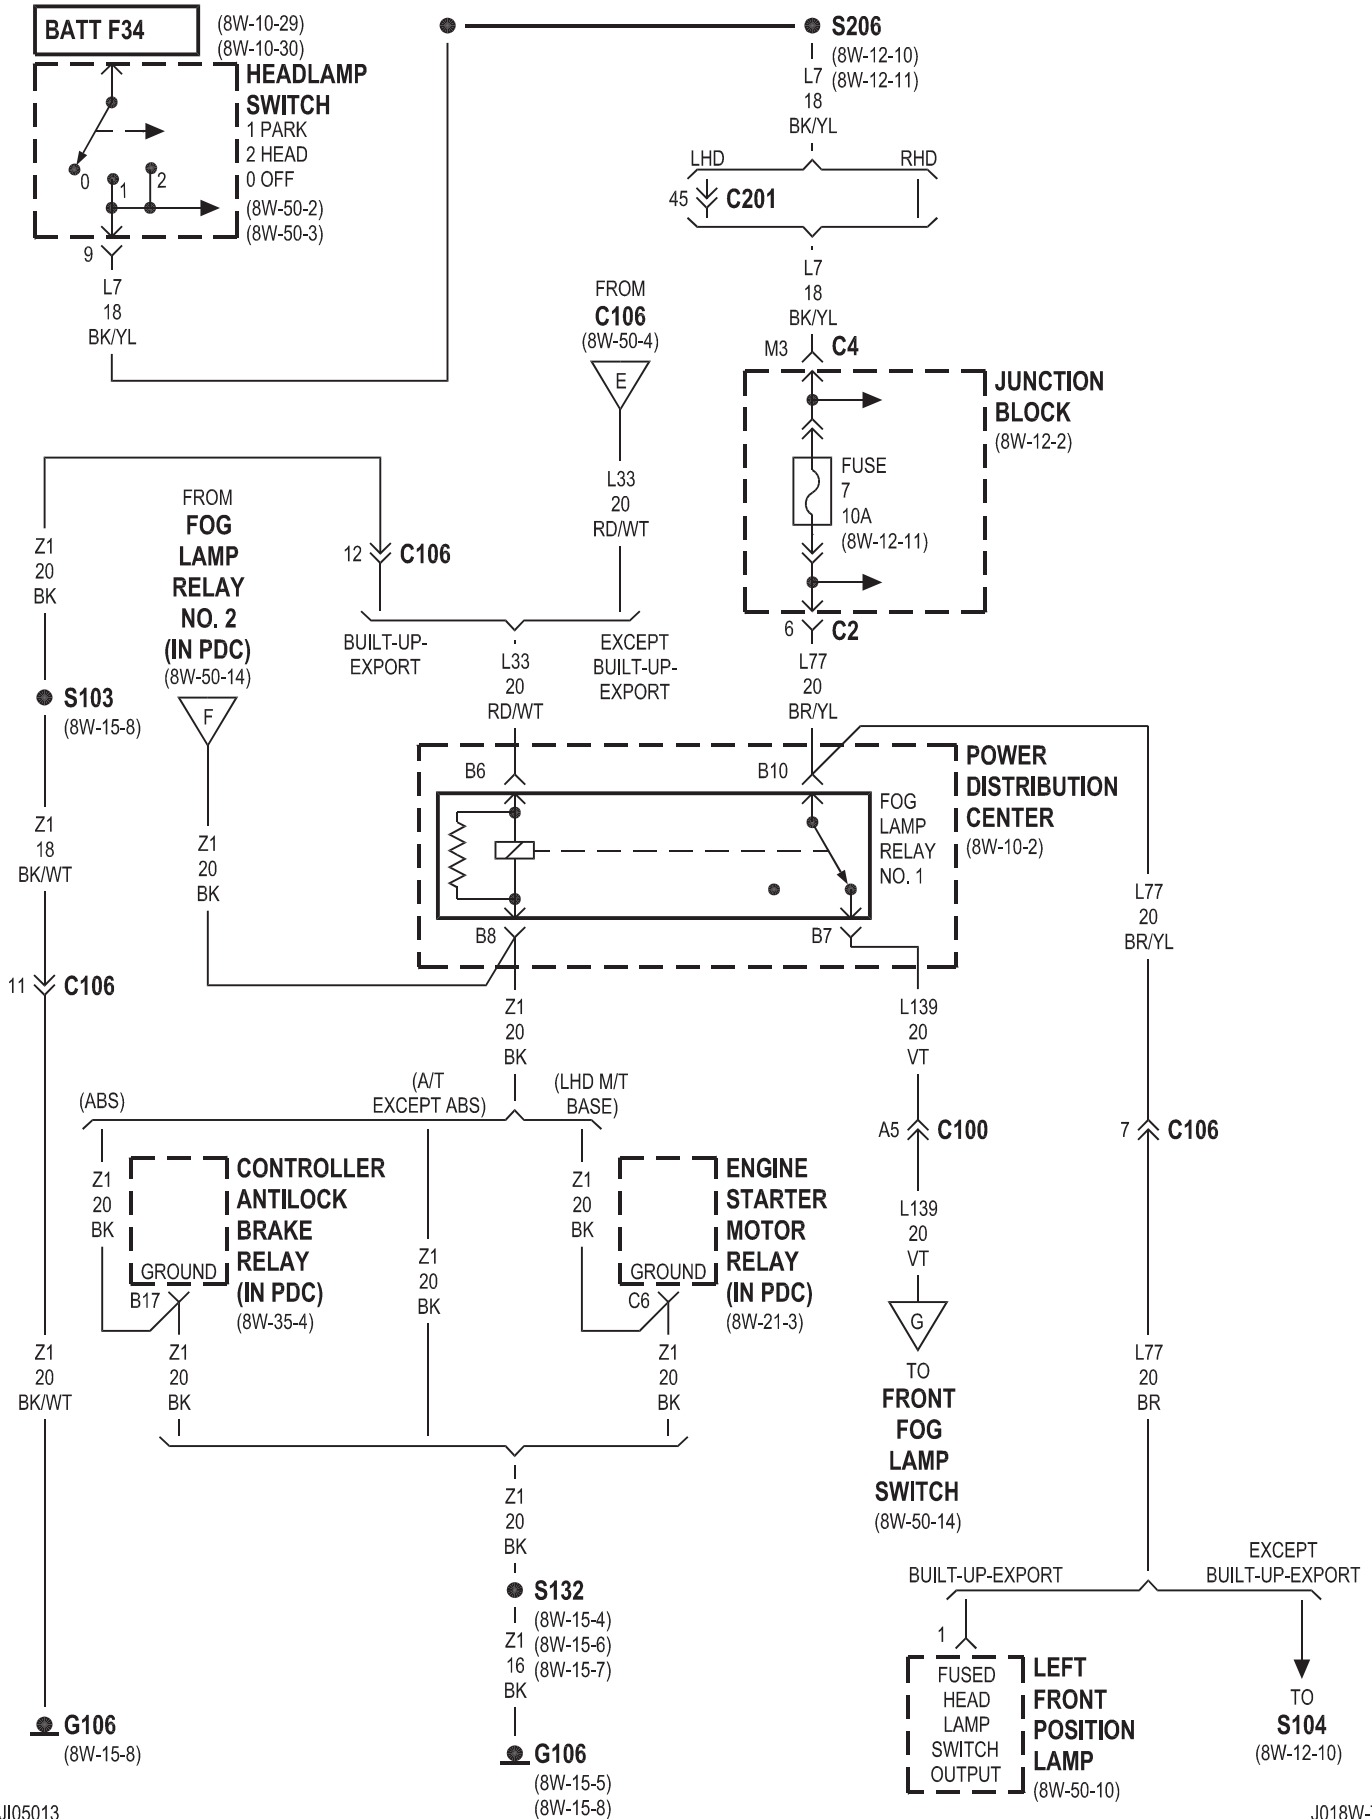 BATT F34
(8W-10-29)
(8W-10-30)
HEADLAMP
SWITCH
1 PARK
2 HEAD
0 OFF
(8W-50-2)
(8W-50-3)
0
1
2
9
L7
18
BK/YL
S206
(8W-12-10)
(8W-12-11)
L7
18
BK/YL
LHD
RHD
45
C201
L7
18
BK/YL
M3
C4
JUNCTION
BLOCK
(8W-12-2)
FUSE
7
10A
(8W-12-11)
6
C2
L77
20
BR/YL
FROM
C106
(8W-50-4)
E
L33
20
RD/WT
12
C106
BUILT-UP-
EXPORT
EXCEPT
BUILT-UP-
EXPORT
L33
20
RD/WT
Z1
20
BK
FROM
FOG
LAMP
RELAY
NO. 2
(IN PDC)
(8W-50-14)
F
S103
(8W-15-8)
Z1
18
BK/WT
Z1
20
BK
11
C106
B6
B10
FOG
LAMP
RELAY
NO. 1
POWER
DISTRIBUTION
CENTER
(8W-10-2)
B8
B7
L77
20
BR/YL
Z1
20
BK
L139
20
VT
(ABS)
(A/T
EXCEPT ABS)
(LHD M/T
BASE)
A5
C100
7
C106
Z1
20
BK
CONTROLLER
ANTILOCK
BRAKE
RELAY
(IN PDC)
(8W-35-4)
GROUND
B17
Z1
20
BK
Z1
20
BK
ENGINE
STARTER
MOTOR
RELAY
(IN PDC)
(8W-21-3)
GROUND
C6
L139
20
VT
G
TO
FRONT
FOG
LAMP
SWITCH
(8W-50-14)
Z1
20
BK/WT
Z1
20
BK
Z1
20
BK
L77
20
BR
Z1
20
BK
S132
(8W-15-4)
(8W-15-6)
(8W-15-7)
Z1
16
BK
BUILT-UP-EXPORT
EXCEPT
BUILT-UP-EXPORT
1
FUSED
HEAD
LAMP
SWITCH
OUTPUT
LEFT
FRONT
POSITION
LAMP
(8W-50-10)
TO
S104
(8W-12-10)
G106
(8W-15-8)
G106
(8W-15-5)
(8W-15-8)
JI05013
J018W-